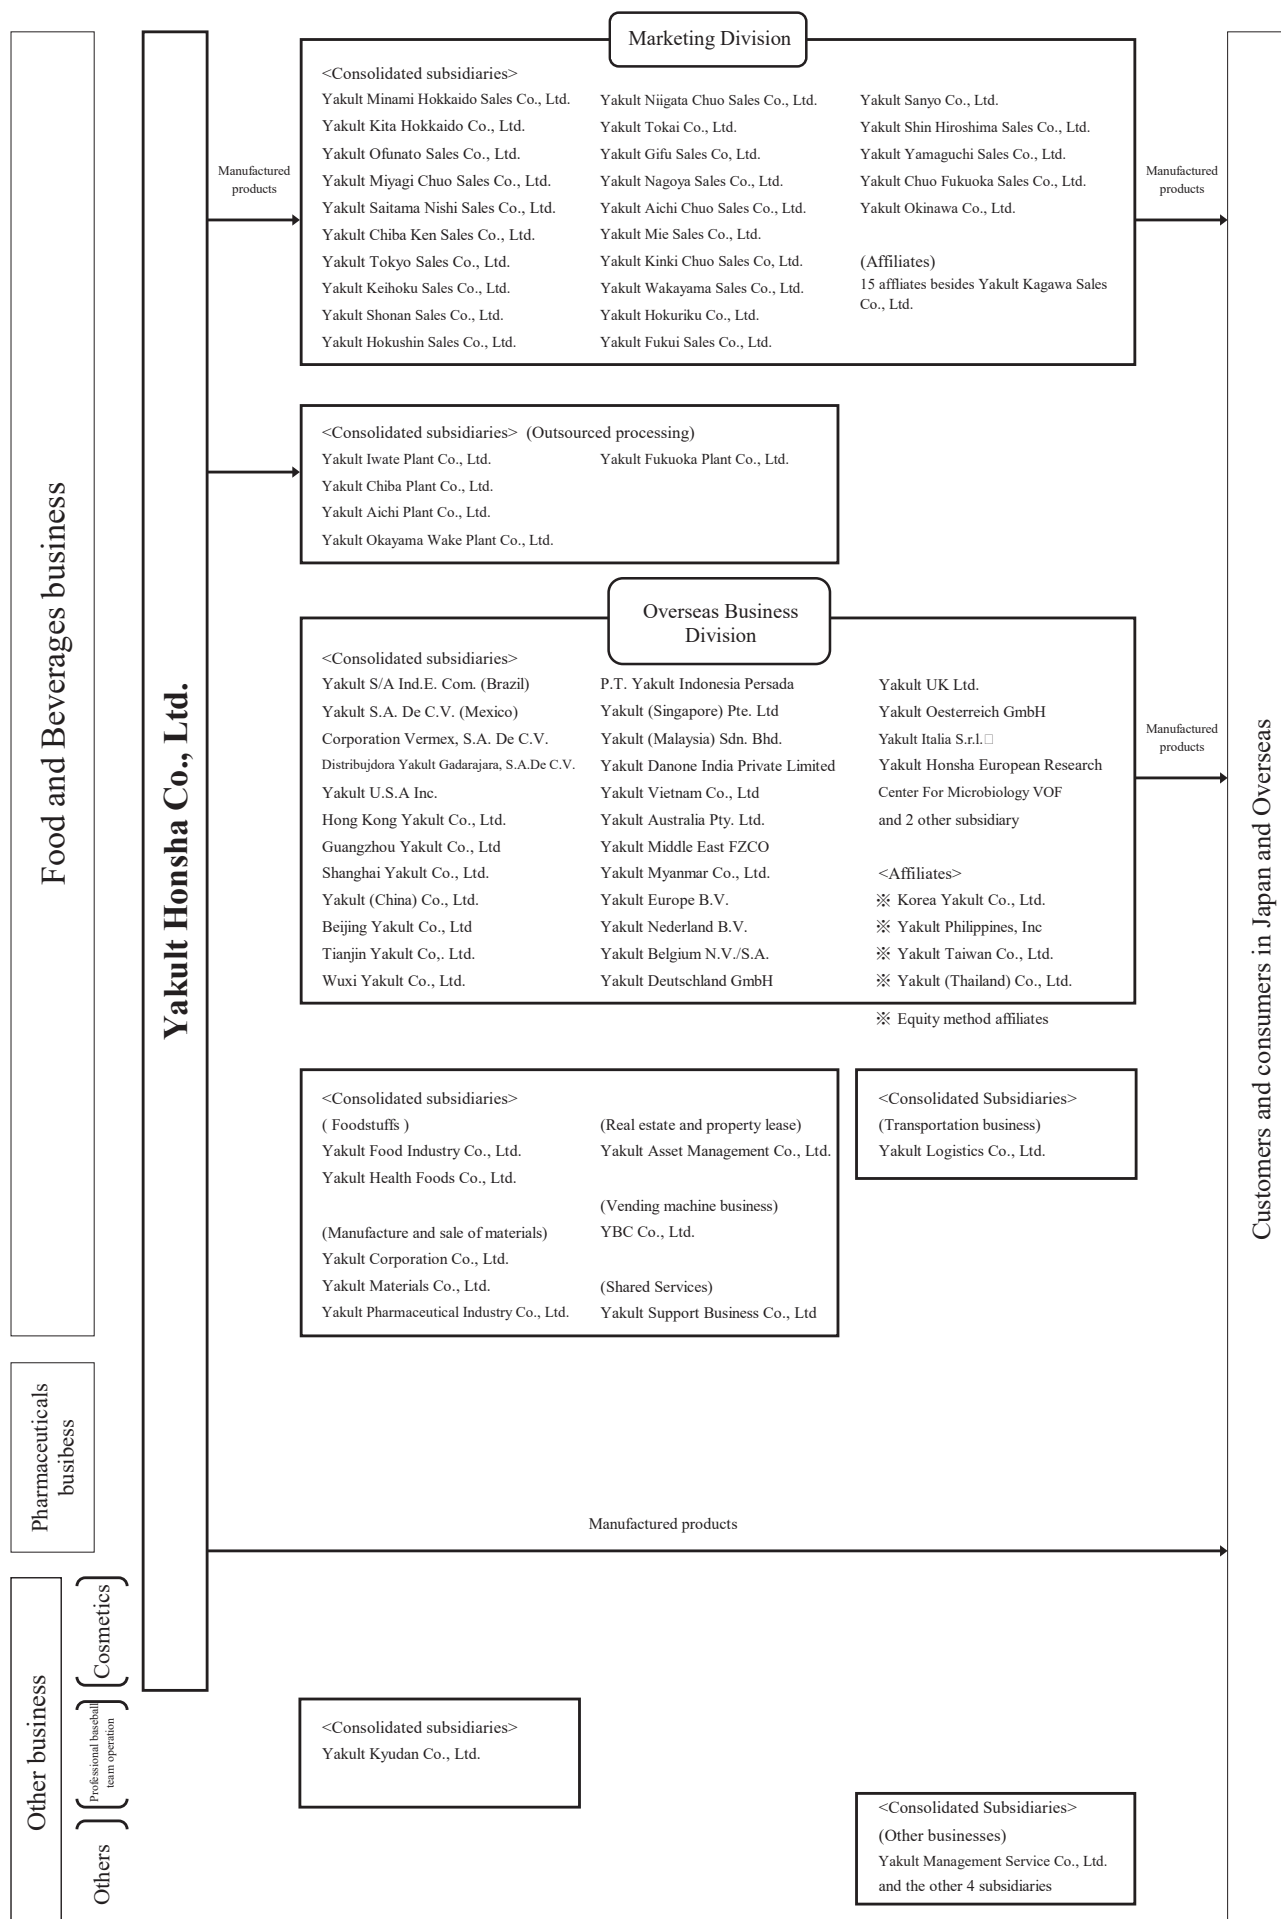 Marketing Division
<Consolidated subsidiaries>
Yakult Minami Hokkaido Sales Co., Ltd.
Yakult Kita Hokkaido Co., Ltd.
Yakult Ofunato Sales Co., Ltd.
Yakult Miyagi Chuo Sales Co., Ltd.
Yakult Saitama Nishi Sales Co., Ltd.
Yakult Chiba Ken Sales Co., Ltd.
Yakult Tokyo Sales Co., Ltd.
Yakult Keihoku Sales Co., Ltd.
Yakult Shonan Sales Co., Ltd.
Yakult Hokushin Sales Co., Ltd.
Yakult Niigata Chuo Sales Co., Ltd.
Yakult Tokai Co., Ltd.
Yakult Gifu Sales Co, Ltd.
Yakult Nagoya Sales Co., Ltd.
Yakult Aichi Chuo Sales Co., Ltd.
Yakult Mie Sales Co., Ltd.
Yakult Kinki Chuo Sales Co, Ltd.
Yakult Wakayama Sales Co., Ltd.
Yakult Hokuriku Co., Ltd.
Yakult Fukui Sales Co., Ltd.
Yakult Sanyo Co., Ltd.
Yakult Shin Hiroshima Sales Co., Ltd.
Yakult Yamaguchi Sales Co., Ltd.
Yakult Chuo Fukuoka Sales Co., Ltd.
Yakult Okinawa Co., Ltd.
(Affiliates)
15 affliates besides Yakult Kagawa Sales
Co., Ltd.
Manufactured
products
Manufactured
products
<Consolidated subsidiaries> (Outsourced processing)
Yakult Iwate Plant Co., Ltd.
Yakult Chiba Plant Co., Ltd.
Yakult Aichi Plant Co., Ltd.
Yakult Okayama Wake Plant Co., Ltd.
Yakult Fukuoka Plant Co., Ltd.
Food and Beverages business
Yakult Honsha Co., Ltd.
Overseas Business
Division
<Consolidated subsidiaries>
Yakult S/A Ind.E. Com. (Brazil)
Yakult S.A. De C.V. (Mexico)
Corporation Vermex, S.A. De C.V.
Distribujdora Yakult Gadarajara, S.A.De C.V.
Yakult U.S.A Inc.
Hong Kong Yakult Co., Ltd.
Guangzhou Yakult Co., Ltd
Shanghai Yakult Co., Ltd.
Yakult (China) Co., Ltd.
Beijing Yakult Co., Ltd
Tianjin Yakult Co,. Ltd.
Wuxi Yakult Co., Ltd.
P.T. Yakult Indonesia Persada
Yakult (Singapore) Pte. Ltd
Yakult (Malaysia) Sdn. Bhd.
Yakult Danone India Private Limited
Yakult Vietnam Co., Ltd
Yakult Australia Pty. Ltd.
Yakult Middle East FZCO
Yakult Myanmar Co., Ltd.
Yakult Europe B.V.
Yakult Nederland B.V.
Yakult Belgium N.V./S.A.
Yakult Deutschland GmbH
Yakult UK Ltd.
Yakult Oesterreich GmbH
Yakult Italia S.r.l.□
Yakult Honsha European Research
Center For Microbiology VOF
and 2 other subsidiary
<Affiliates>
※ Korea Yakult Co., Ltd.
※ Yakult Philippines, Inc
※ Yakult Taiwan Co., Ltd.
※ Yakult (Thailand) Co., Ltd.
※ Equity method affiliates
Manufactured
products
Customers and consumers in Japan and Overseas
<Consolidated subsidiaries>
( Foodstuffs )
Yakult Food Industry Co., Ltd.
Yakult Health Foods Co., Ltd.
(Manufacture and sale of materials)
Yakult Corporation Co., Ltd.
Yakult Materials Co., Ltd.
Yakult Pharmaceutical Industry Co., Ltd.
(Real estate and property lease)
Yakult Asset Management Co., Ltd.
(Vending machine business)
YBC Co., Ltd.
(Shared Services)
Yakult Support Business Co., Ltd
<Consolidated Subsidiaries>
(Transportation business)
Yakult Logistics Co., Ltd.
Pharmaceuticals
busibess
Manufactured products
Other business
Cosmetics
Professional baseball
team operation
Others
<Consolidated subsidiaries>
Yakult Kyudan Co., Ltd.
<Consolidated Subsidiaries>
(Other businesses)
Yakult Management Service Co., Ltd.
and the other 4 subsidiaries